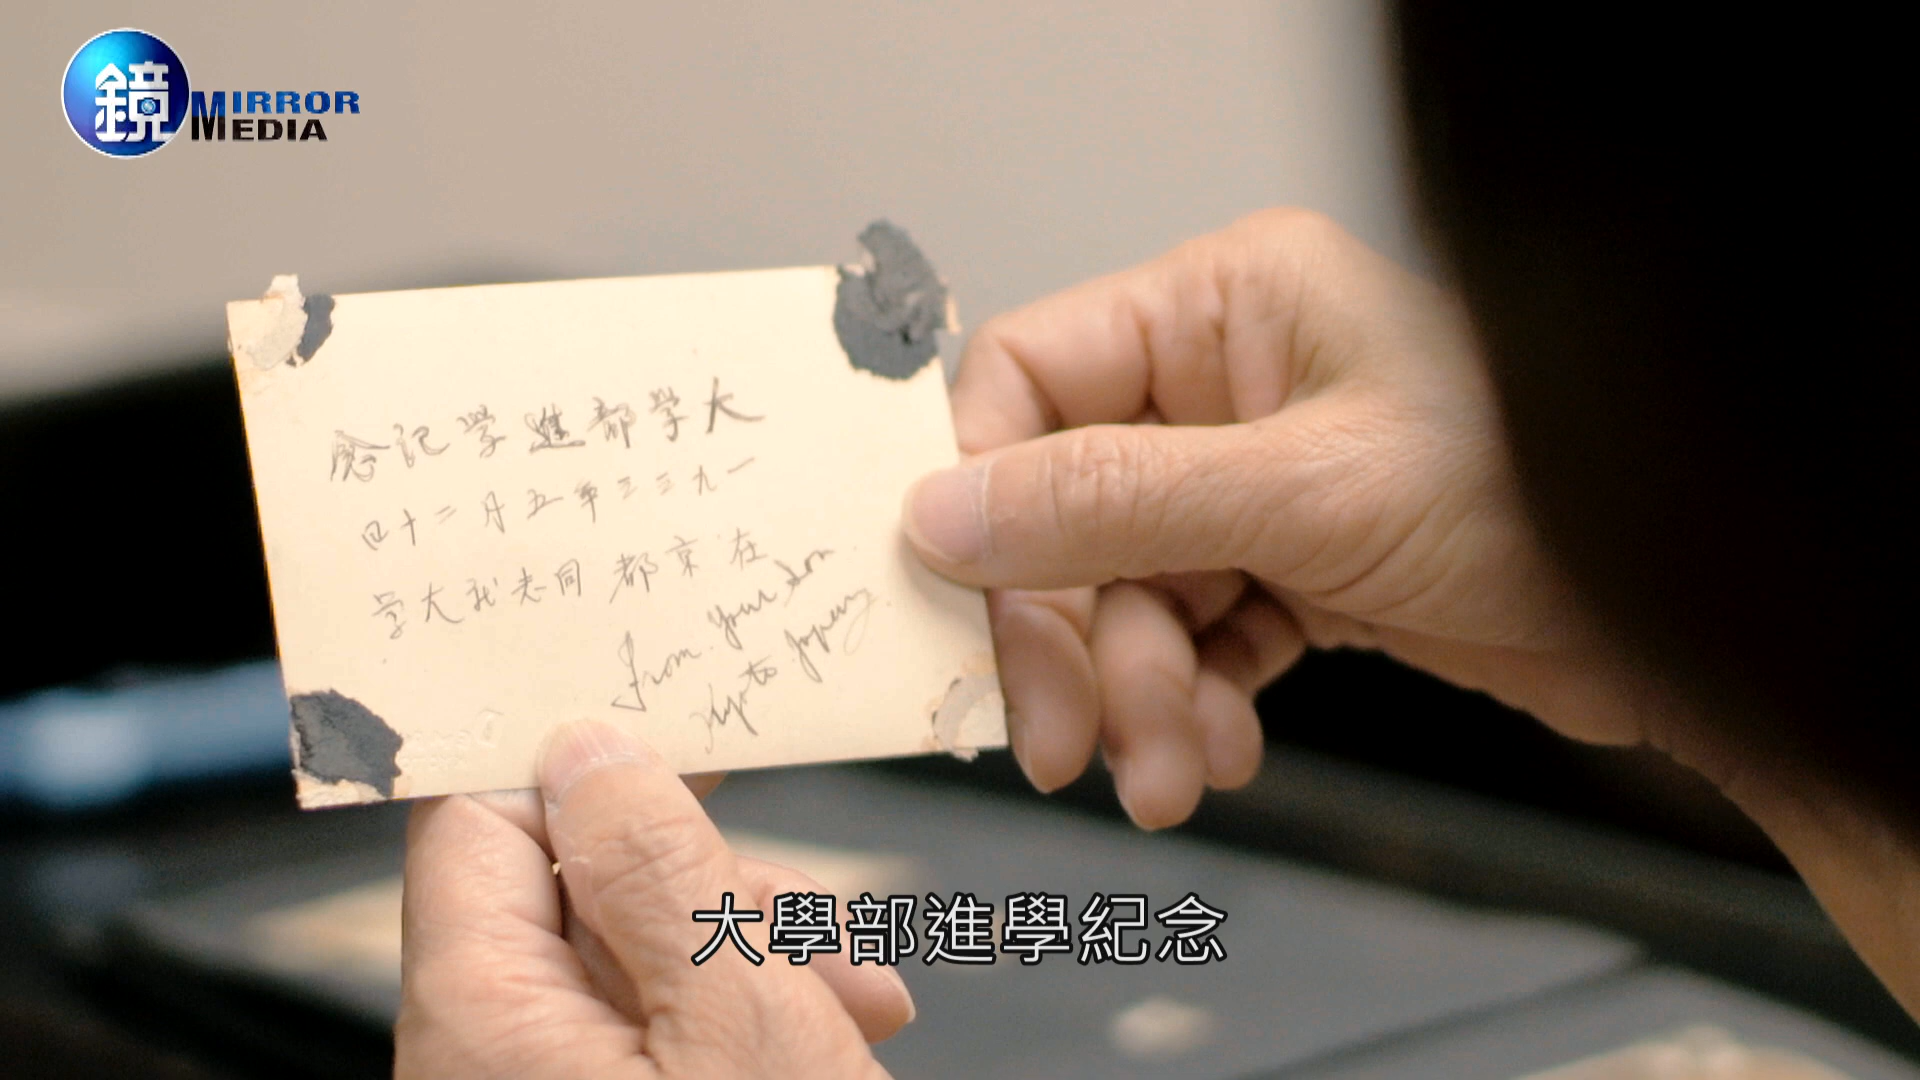 鏡 MIRROR MEDIA
大学部進学記念
一九三三年五月二十日
在京都同志社大学
from your son
Kyoto
大學部進學紀念